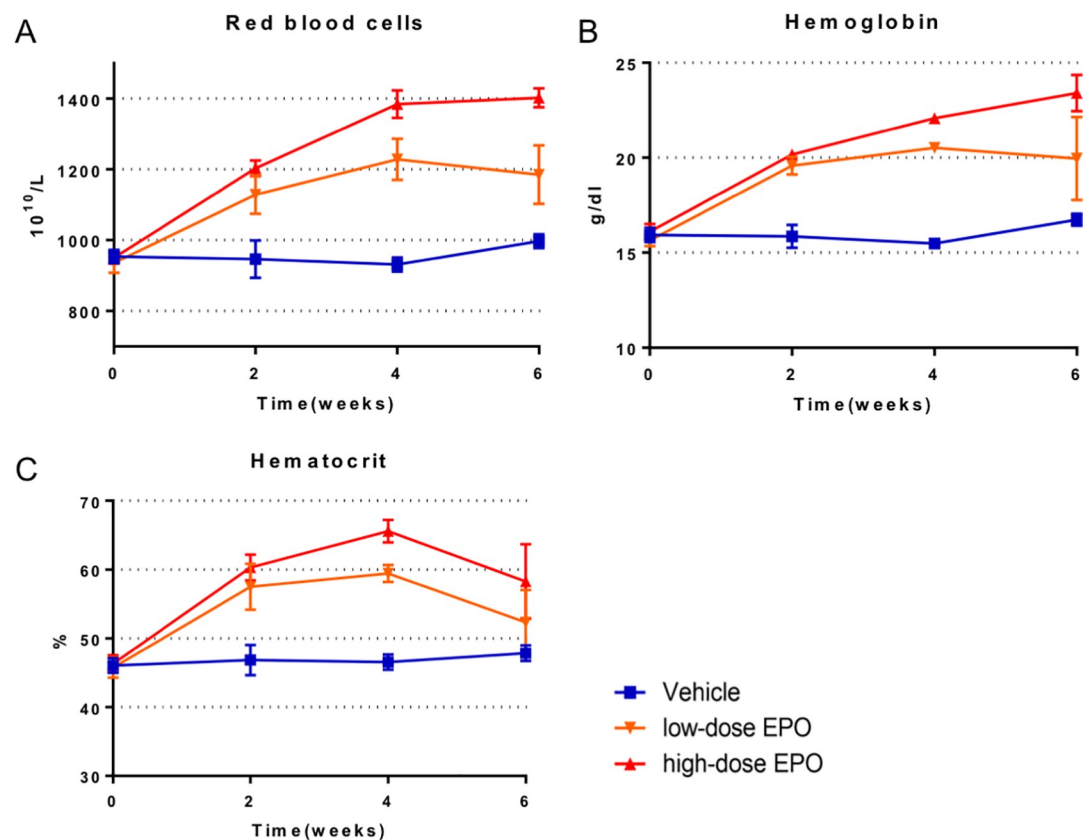 A
Red blood cells
10¹⁰/L
1400
1200
1000
800
0 2 4 6
Time(weeks)
B
Hemoglobin
g/dl
25
20
15
10
0 2 4 6
Time(weeks)
C
Hematocrit
%
70
60
50
40
30
0 2 4 6
Time(weeks)
Vehicle
low-dose EPO
high-dose EPO